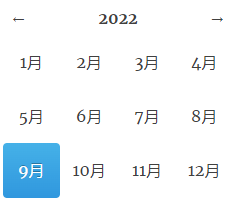 ← 2022 →
1月 2月 3月 4月
5月 6月 7月 8月
9月 10月 11月 12月